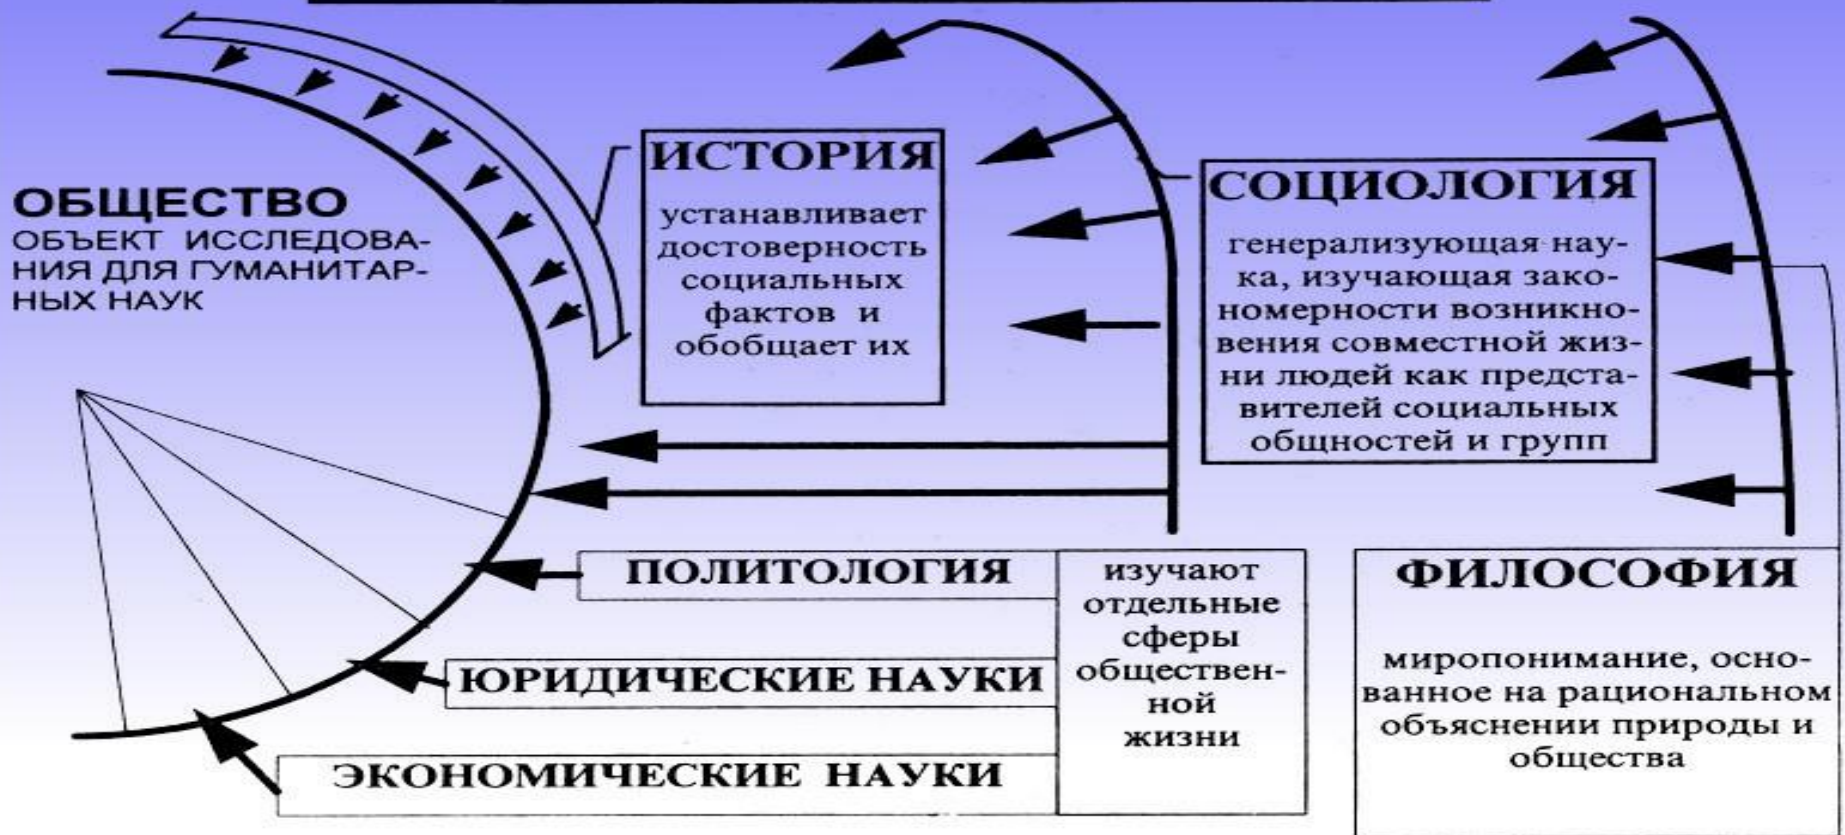 ОБЩЕСТВО
ОБЪЕКТ ИССЛЕДОВА-
НИЯ ДЛЯ ГУМАНИТАР-
НЫХ НАУК
ИСТОРИЯ
устанавливает
достоверность
социальных
фактов и
обобщает их
СОЦИОЛОГИЯ
генерализующая нау-
ка, изучающая зако-
номерности возникно-
вения совместной жиз-
ни людей как предста-
вителей социальных
общностей и групп
ПОЛИТОЛОГИЯ
ЮРИДИЧЕСКИЕ НАУКИ
ЭКОНОМИЧЕСКИЕ НАУКИ
изучают
отдельные
сферы
обществен-
ной
жизни
ФИЛОСОФИЯ
миропонимание, осно-
ванное на рациональном
объяснении природы и
общества